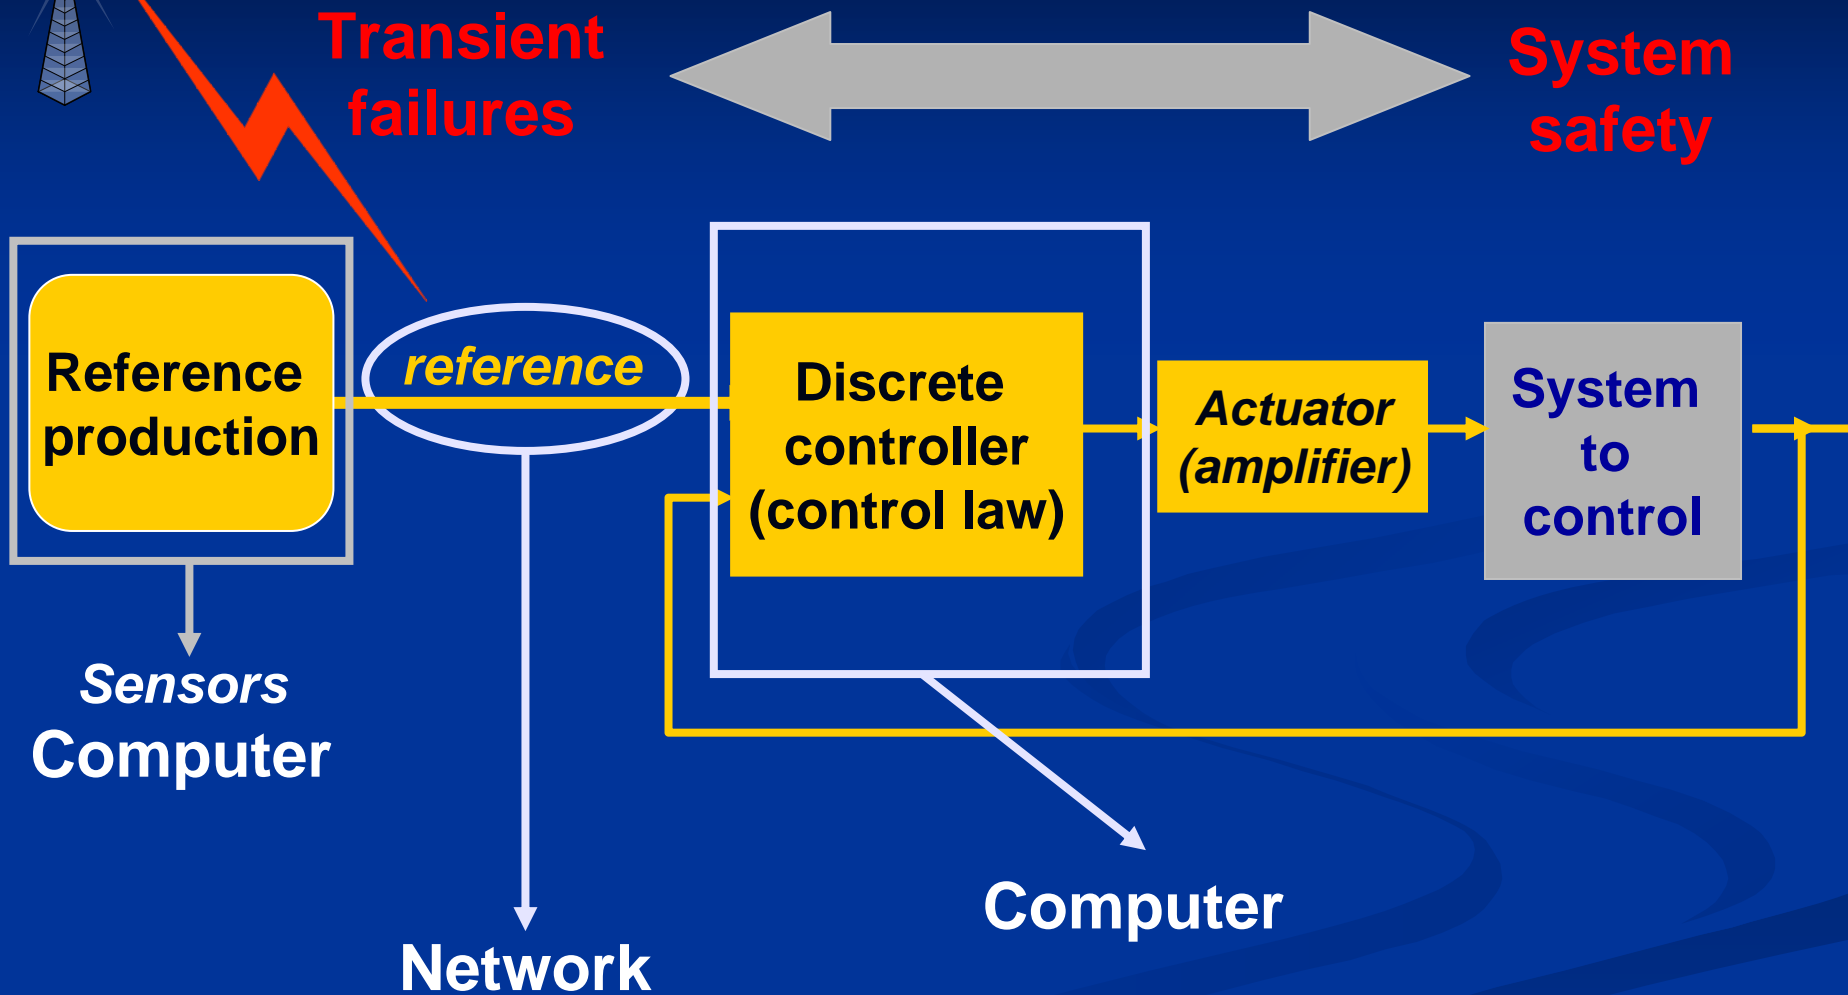 Transient
failures
System
safety
Reference
production
reference
Discrete
controller
(control law)
Actuator
(amplifier)
System
to
control
Sensors
Computer
Computer
Network